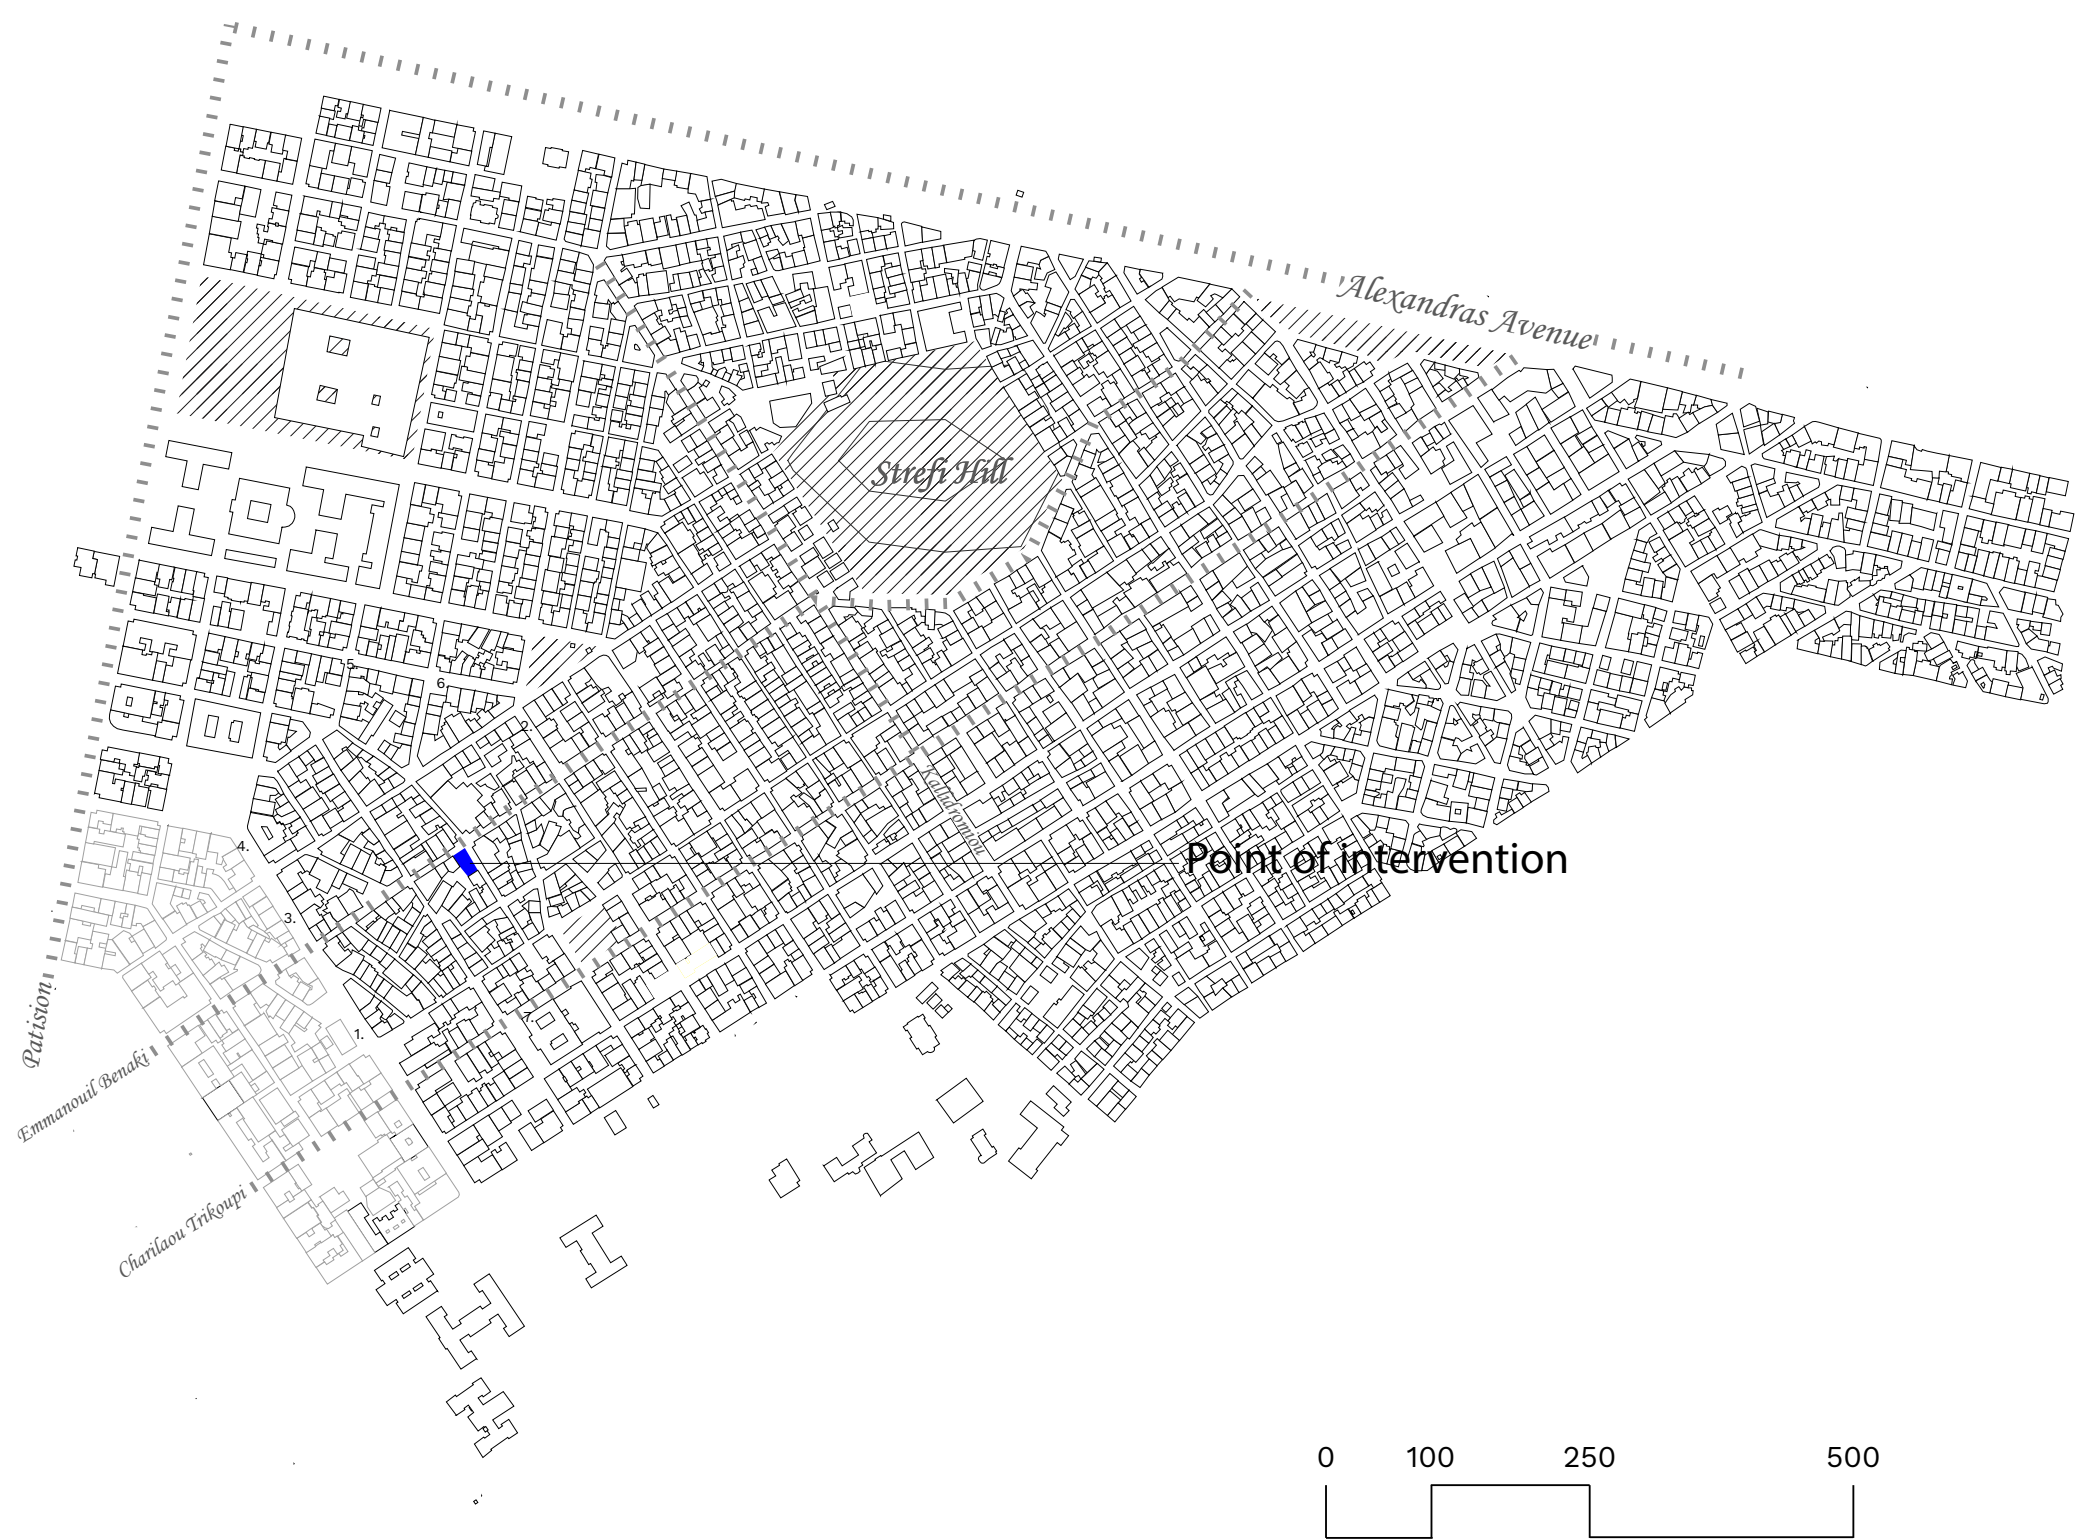 Alexandras Avenue
Strefi Hill
5.
6.
2.
Kallidromiou
4.
Point of intervention
3.
Patision
7.
1.
Emmanouil Benaki
Charilaou Trikoupi
0 100 250 500